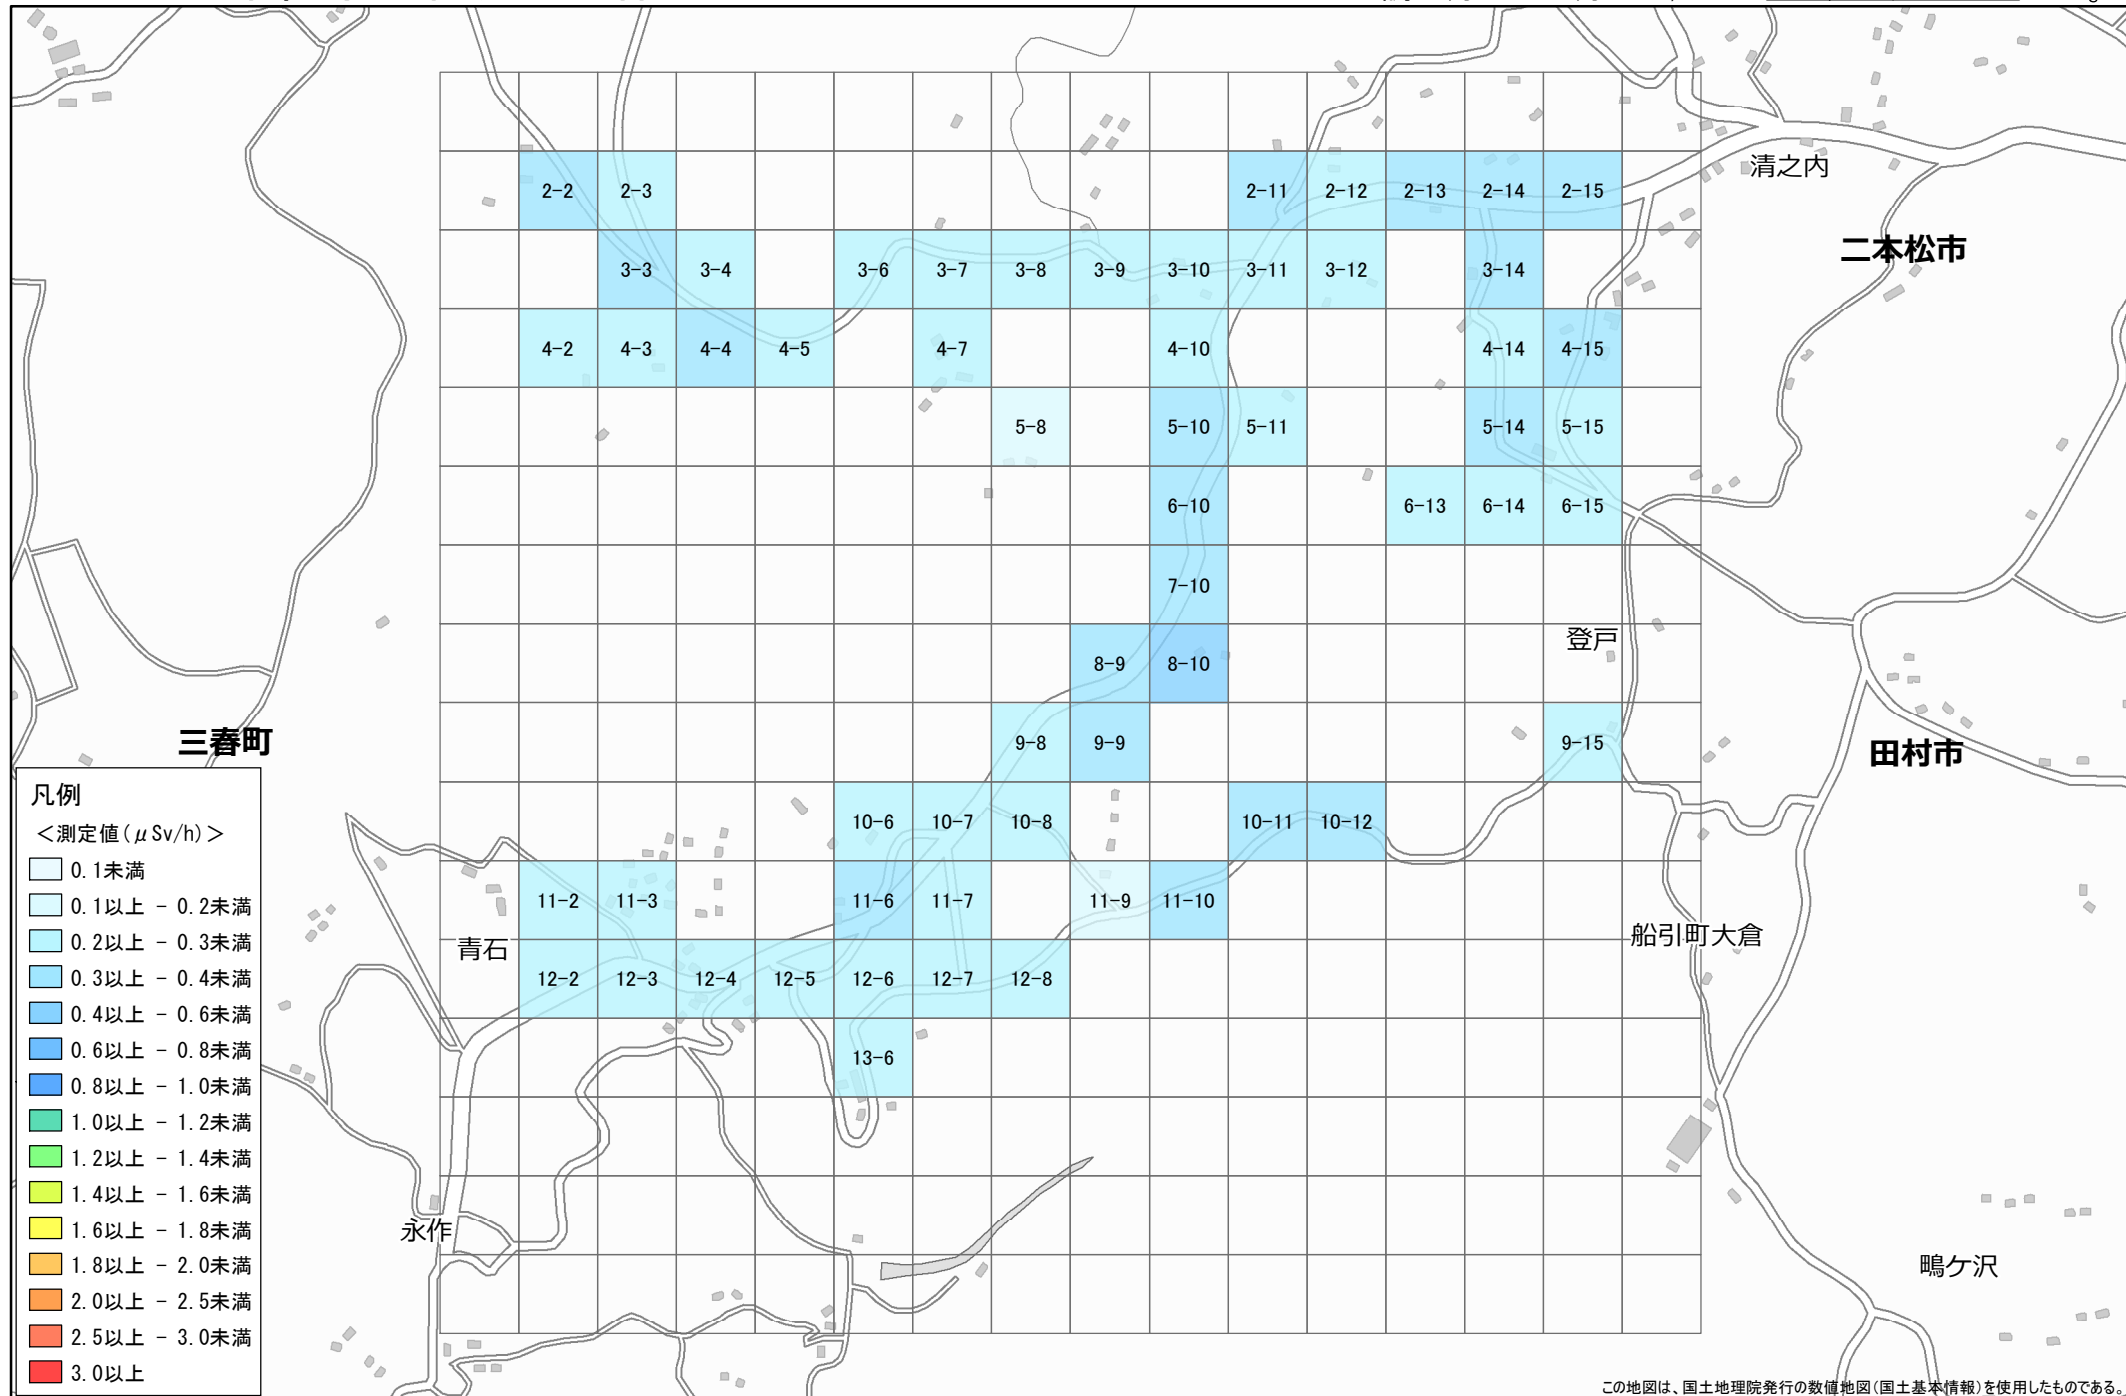 清之内
2-2 2-3 2-11 2-12 2-13 2-14 2-15
二本松市
3-3 3-4 3-6 3-7 3-8 3-9 3-10 3-11 3-12 3-14
4-2 4-3 4-4 4-5 4-7 4-10 4-14 4-15
5-8 5-10 5-11 5-14 5-15
6-10 6-13 6-14 6-15
7-10
登戸
8-9 8-10
三春町
9-8 9-9 9-15
田村市
10-6 10-7 10-8 10-11 10-12
11-2 11-3 11-6 11-7 11-9 11-10
青石
船引町大倉
12-2 12-3 12-4 12-5 12-6 12-7 12-8
13-6
永作
鴫ケ沢
凡例
＜測定値(μSv/h)＞
0.1未満
0.1以上 - 0.2未満
0.2以上 - 0.3未満
0.3以上 - 0.4未満
0.4以上 - 0.6未満
0.6以上 - 0.8未満
0.8以上 - 1.0未満
1.0以上 - 1.2未満
1.2以上 - 1.4未満
1.4以上 - 1.6未満
1.6以上 - 1.8未満
1.8以上 - 2.0未満
2.0以上 - 2.5未満
2.5以上 - 3.0未満
3.0以上
この地図は、国土地理院発行の数値地図(国土基本情報)を使用したものである。